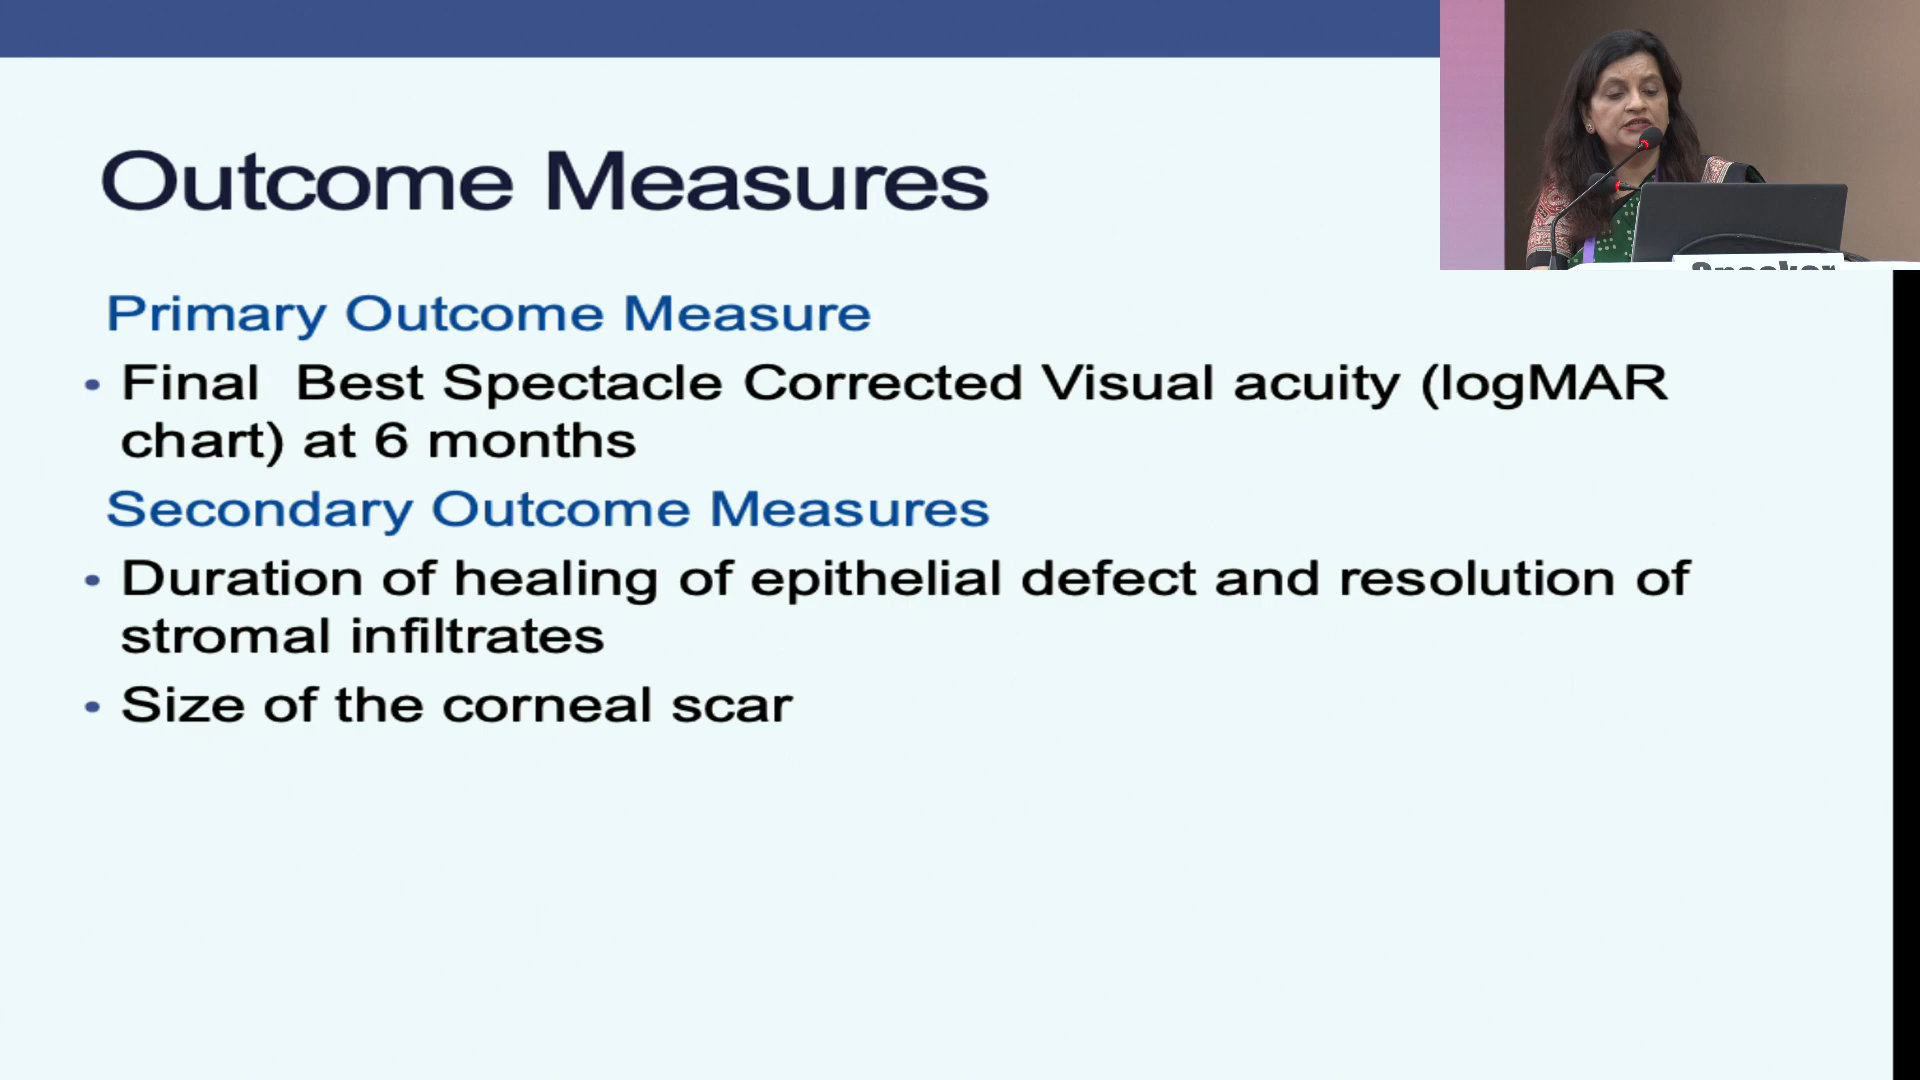 Outcome Measures
Primary Outcome Measure
• Final Best Spectacle Corrected Visual acuity (logMAR
chart) at 6 months
Secondary Outcome Measures
• Duration of healing of epithelial defect and resolution of
stromal infiltrates
• Size of the corneal scar
Speaker